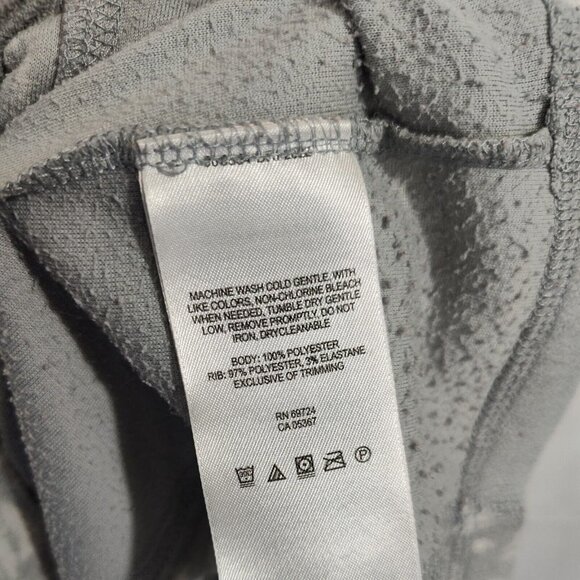 MACHINE WASH COLD GENTLE, WITH
LIKE COLORS, NON-CHLORINE BLEACH
WHEN NEEDED, TUMBLE DRY GENTLE
LOW, REMOVE PROMPTLY, DO NOT
IRON, DRYCLEANABLE
BODY: 100% POLYESTER
RIB: 97% POLYESTER, 3% ELASTANE
EXCLUSIVE OF TRIMMING
RN 69724
CA 05367
P